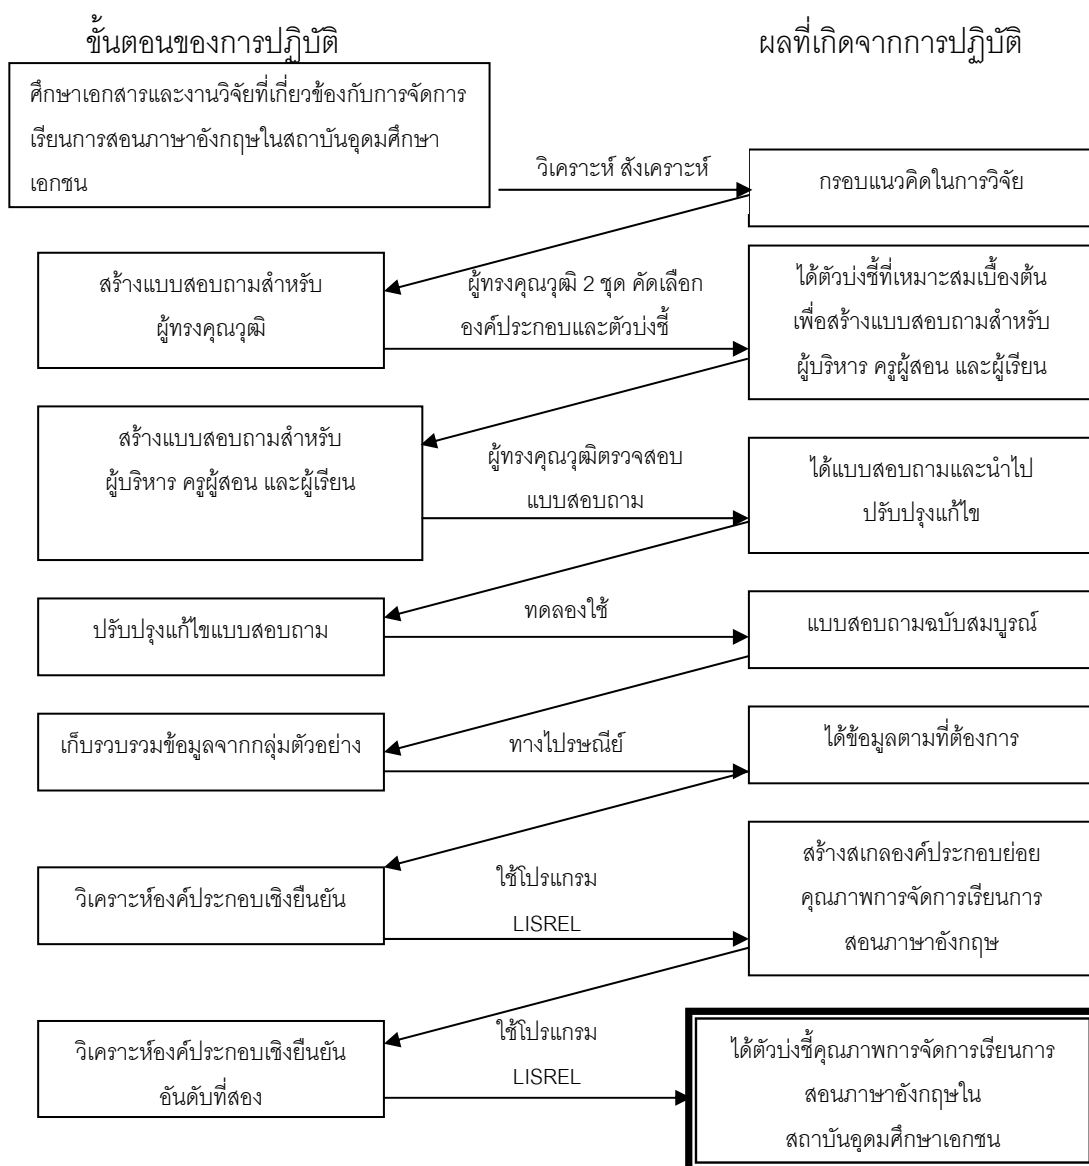 ขั้นตอนของการปฏิบัติ
ผลที่เกิดจากการปฏิบัติ
ศึกษาเอกสารและงานวิจัยที่เกี่ยวข้องกับการจัดการ
เรียนการสอนภาษาอังกฤษในสถาบันอุดมศึกษา
เอกชน
วิเคราะห์ สังเคราะห์
กรอบแนวคิดในการวิจัย
สร้างแบบสอบถามสำหรับ
ผู้ทรงคุณวุฒิ
ผู้ทรงคุณวุฒิ 2 ชุด คัดเลือก
องค์ประกอบและตัวบ่งชี้
ได้ตัวบ่งชี้ที่เหมาะสมเบื้องต้น
เพื่อสร้างแบบสอบถามสำหรับ
ผู้บริหาร ครูผู้สอน และผู้เรียน
สร้างแบบสอบถามสำหรับ
ผู้บริหาร ครูผู้สอน และผู้เรียน
ผู้ทรงคุณวุฒิตรวจสอบ
แบบสอบถาม
ได้แบบสอบถามและนำไป
ปรับปรุงแก้ไข
ปรับปรุงแก้ไขแบบสอบถาม
ทดลองใช้
แบบสอบถามฉบับสมบูรณ์
เก็บรวบรวมข้อมูลจากกลุ่มตัวอย่าง
ทางไปรษณีย์
ได้ข้อมูลตามที่ต้องการ
วิเคราะห์องค์ประกอบเชิงยืนยัน
ใช้โปรแกรม
LISREL
สร้างสเกลองค์ประกอบย่อย
คุณภาพการจัดการเรียนการ
สอนภาษาอังกฤษ
วิเคราะห์องค์ประกอบเชิงยืนยัน
อันดับที่สอง
ใช้โปรแกรม
LISREL
ได้ตัวบ่งชี้คุณภาพการจัดการเรียนการ
สอนภาษาอังกฤษใน
สถาบันอุดมศึกษาเอกชน